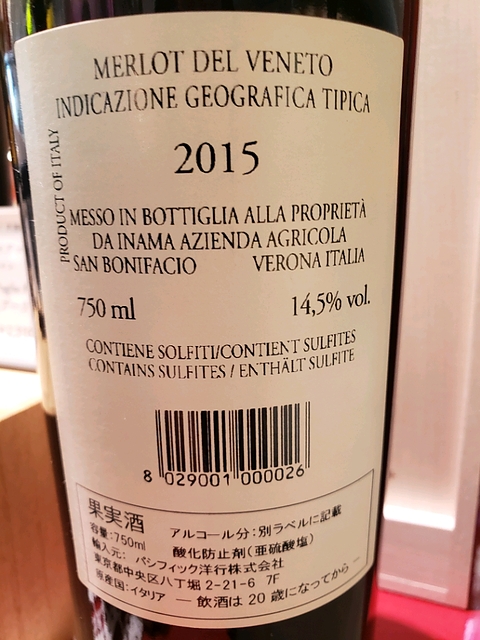 MERLOT DEL VENETO
INDICAZIONE GEOGRAFICA TIPICA
PRODUCT OF ITALY
2015
MESSO IN BOTTIGLIA ALLA PROPRIETÀ
DA INAMA AZIENDA AGRICOLA
SAN BONIFACIO VERONA ITALIA
750 ml 14,5% vol.
CONTIENE SOLFITI/CONTIENT SULFITES
CONTAINS SULFITES / ENTHÄLT SULFITE
8 029001 000026
果実酒 アルコール分:別ラベルに記載
容量:750ml 酸化防止剤(亜硫酸塩)
輸入元: パシフィック洋行株式会社
東京都中央区八丁堀2-21-6 7F
原産国:イタリア ―飲酒は20歳になってから―